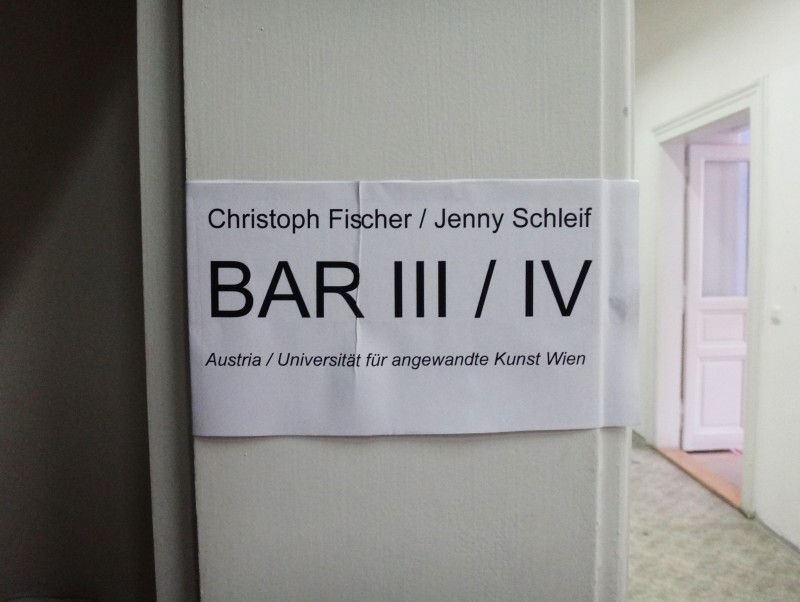 Christoph Fischer / Jenny Schleif
BAR III / IV
Austria / Universität für angewandte Kunst Wien